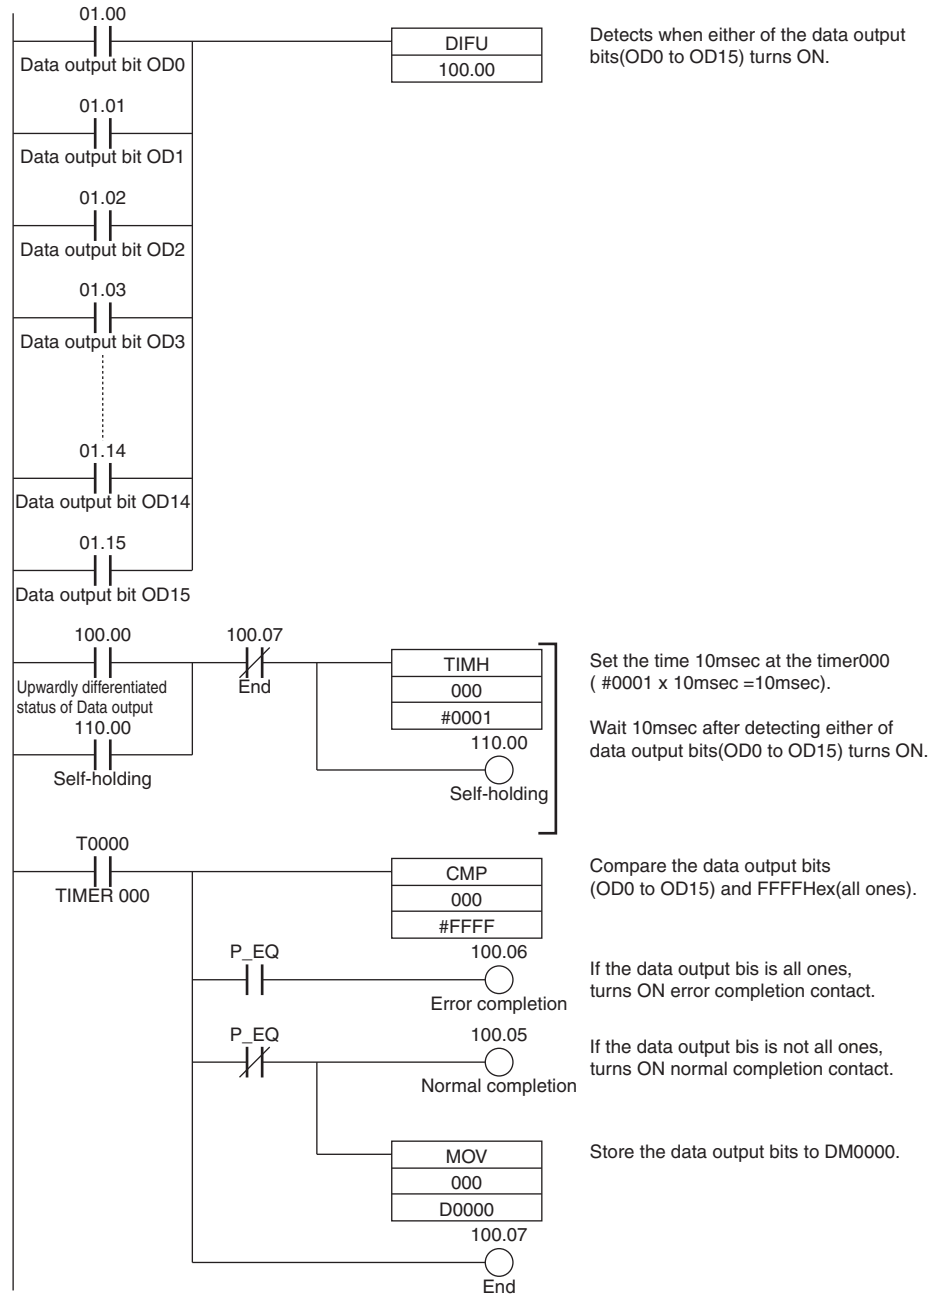 01.00
DIFU
100.00
Data output bit OD0
Detects when either of the data output
bits(OD0 to OD15) turns ON.
01.01
Data output bit OD1
01.02
Data output bit OD2
01.03
Data output bit OD3
01.14
Data output bit OD14
01.15
Data output bit OD15
100.00
Upwardly differentiated
status of Data output
100.07
End
TIMH
000
#0001
Set the time 10msec at the timer000
( #0001 x 10msec =10msec).
110.00
Self-holding
110.00
Self-holding
Wait 10msec after detecting either of
data output bits(OD0 to OD15) turns ON.
T0000
TIMER 000
CMP
000
#FFFF
Compare the data output bits
(OD0 to OD15) and FFFFHex(all ones).
P_EQ
100.06
Error completion
If the data output bis is all ones,
turns ON error completion contact.
P_EQ
100.05
Normal completion
If the data output bis is not all ones,
turns ON normal completion contact.
MOV
000
D0000
Store the data output bits to DM0000.
100.07
End